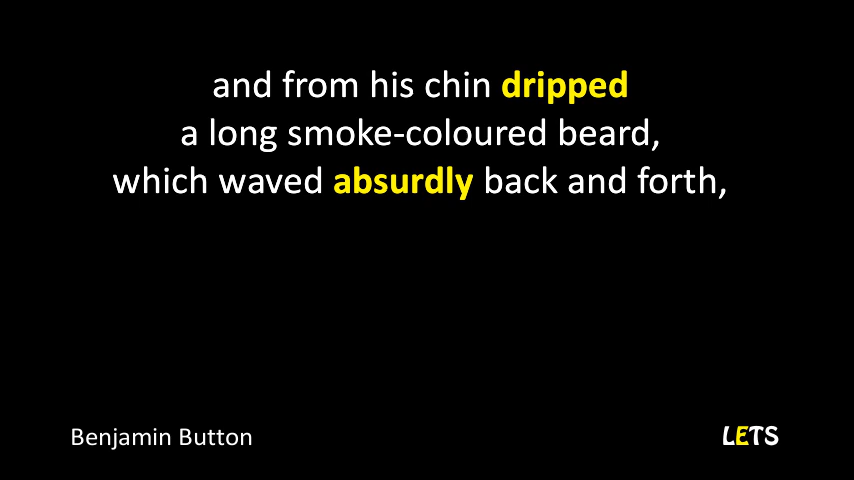 and from his chin dripped
a long smoke-coloured beard,
which waved absurdly back and forth,
Benjamin Button
LETS